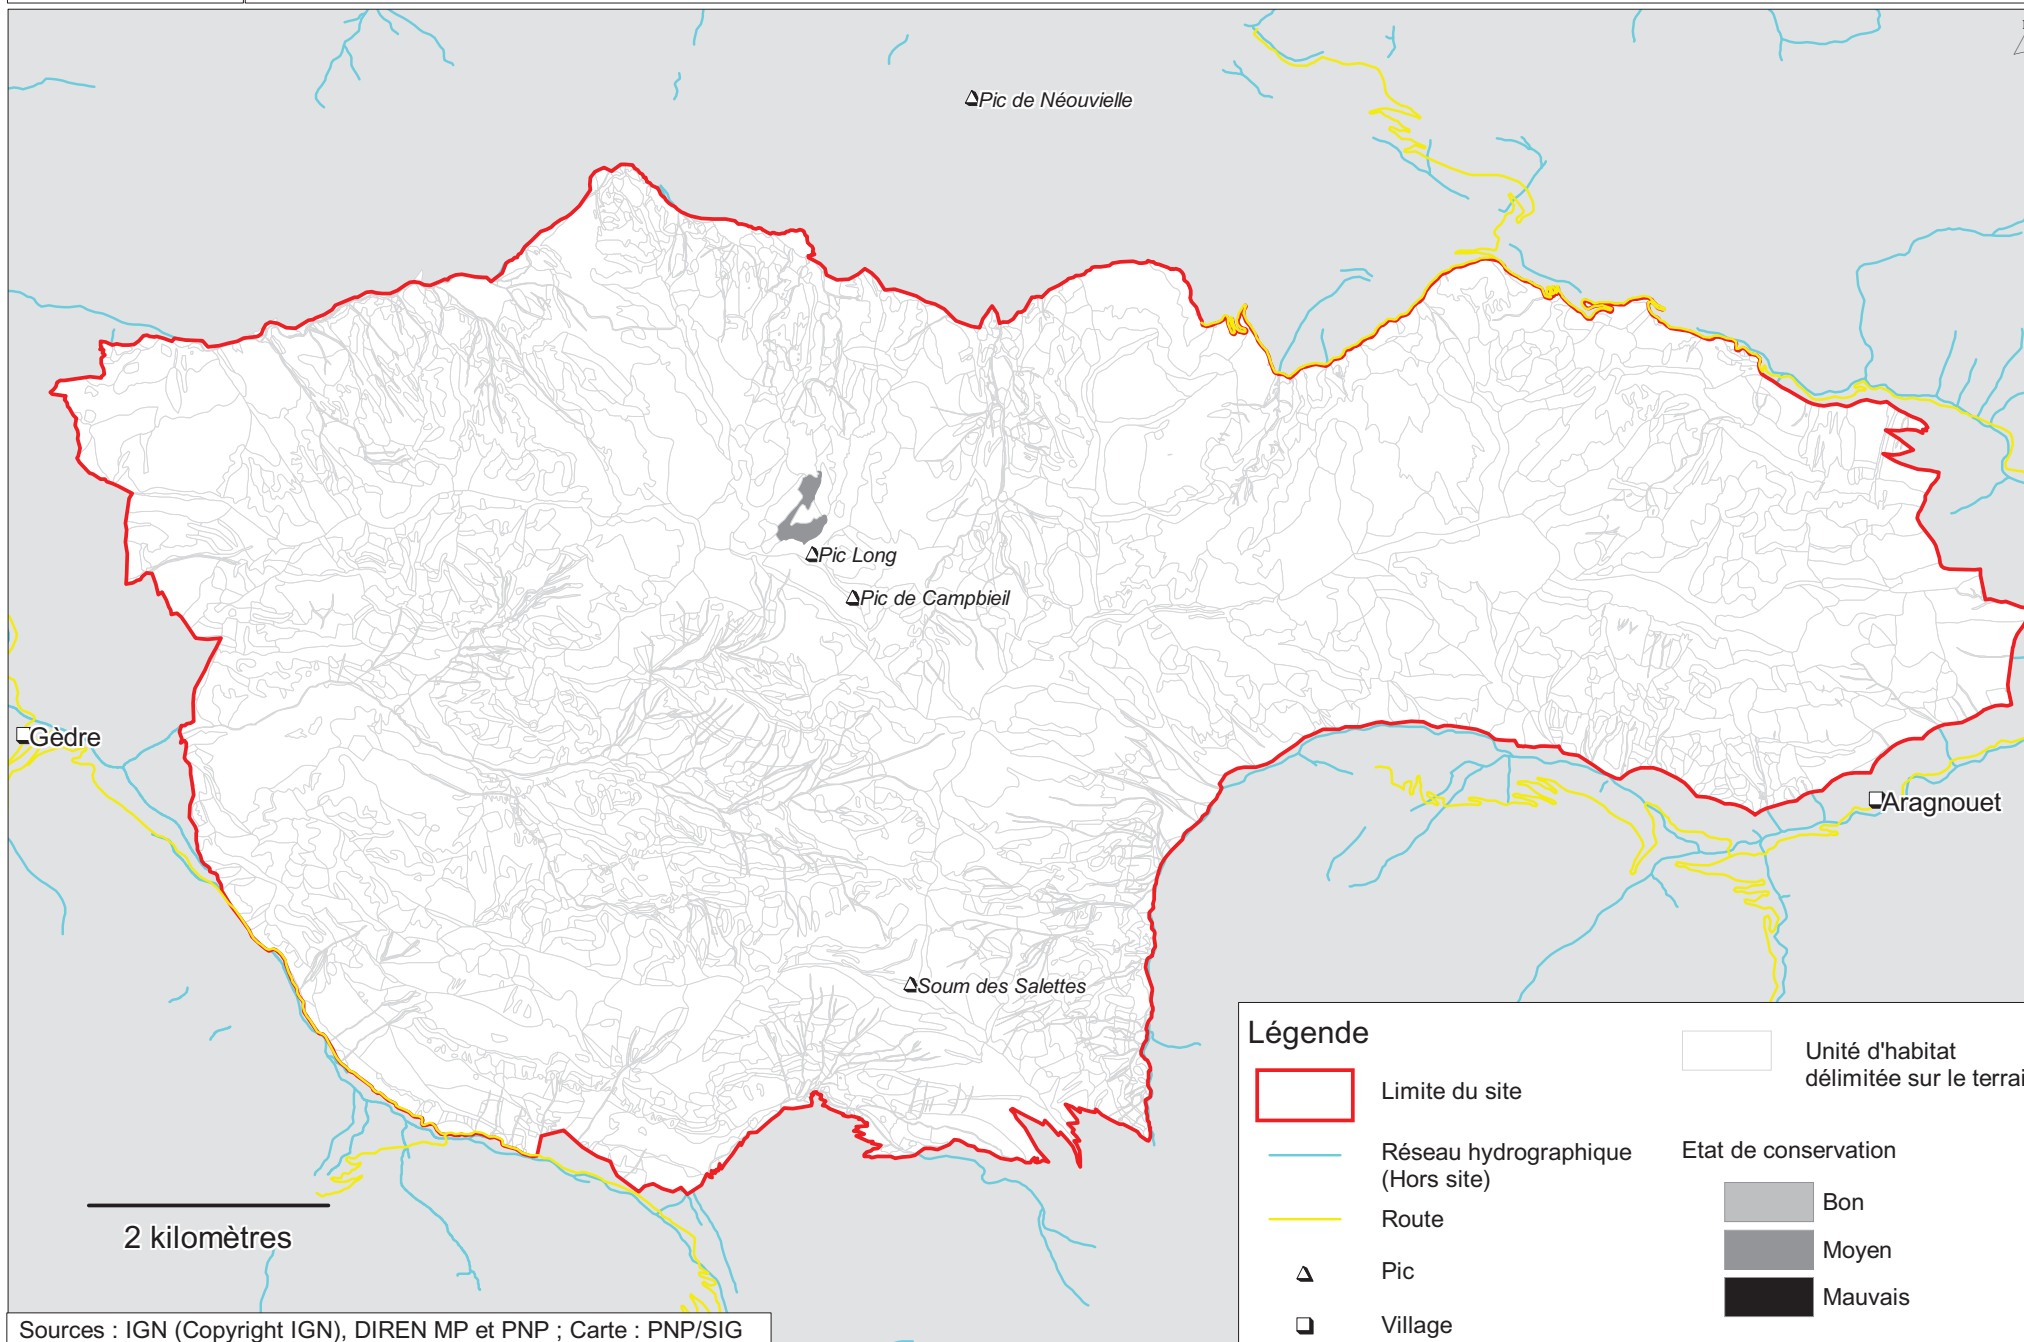 Pic de Néouvielle
Pic Long
Pic de Campbieil
Gèdre
Aragnouet
Soum des Salettes
Légende
Limite du site
Réseau hydrographique
(Hors site)
Route
Pic
Village
Unité d'habitat
délimitée sur le terrai
Etat de conservation
Bon
Moyen
Mauvais
2 kilomètres
Sources : IGN (Copyright IGN), DIREN MP et PNP ; Carte : PNP/SIG